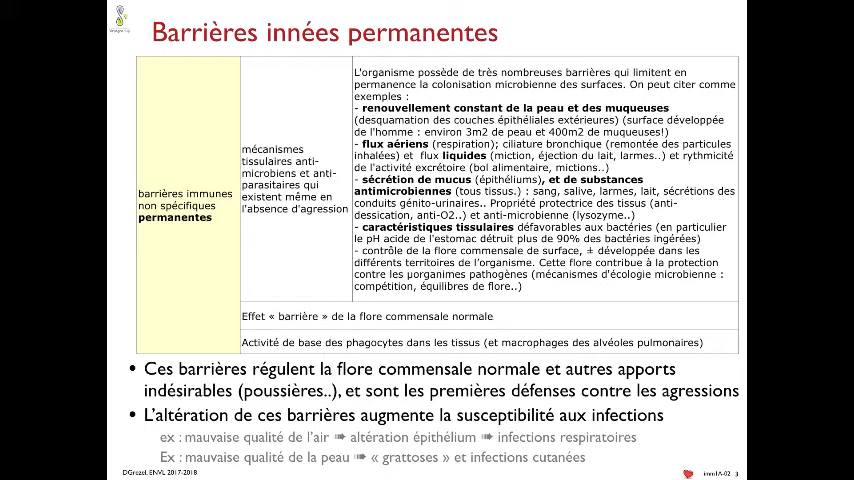 Barrières innées permanentes
barrières immunes
non spécifiques
permanentes
mécanismes
tissulaires anti-
microbiens et anti-
parasitaires qui
existent même en
l'absence d'agression
L'organisme possède de très nombreuses barrières qui limitent en
permanence la colonisation microbienne des surfaces. On peut citer comme
exemples :
- renouvellement constant de la peau et des muqueuses
(desquamation des couches épithéliales extérieures) (surface développée
de l'homme : environ 3m2 de peau et 400m2 de muqueuses!)
- flux aériens (respiration); ciliature bronchique (remontée des particules
inhalées) et flux liquides (miction, éjection du lait, larmes..) et rythmicité
de l'activité excrétoire (bol alimentaire, mictions..)
- sécrétion de mucus (épithéliums), et de substances
antimicrobiennes (tous tissus.) : sang, salive, larmes, lait, sécrétions des
conduits génito-urinaires.. Propriété protectrice des tissus (anti-
dessication, anti-O2..) et anti-microbienne (lysozyme..)
- caractéristiques tissulaires défavorables aux bactéries (en particulier
le pH acide de l'estomac détruit plus de 90% des bactéries ingérées)
- contrôle de la flore commensale de surface, ± développée dans les
différents territoires de l'organisme. Cette flore contribue à la protection
contre les µorganimes pathogènes (mécanismes d'écologie microbienne :
compétition, équilibres de flore..)
Effet « barrière » de la flore commensale normale
Activité de base des phagocytes dans les tissus (et macrophages des alvéoles pulmonaires)
• Ces barrières régulent la flore commensale normale et autres apports
indésirables (poussières..), et sont les premières défenses contre les agressions
• L'altération de ces barrières augmente la susceptibilité aux infections
ex : mauvaise qualité de l'air ➠ altération épithélium ➠ infections respiratoires
Ex : mauvaise qualité de la peau ➠ « grattoses » et infections cutanées
DGrezel, ENVL 2017-2018
imm1A-02 3